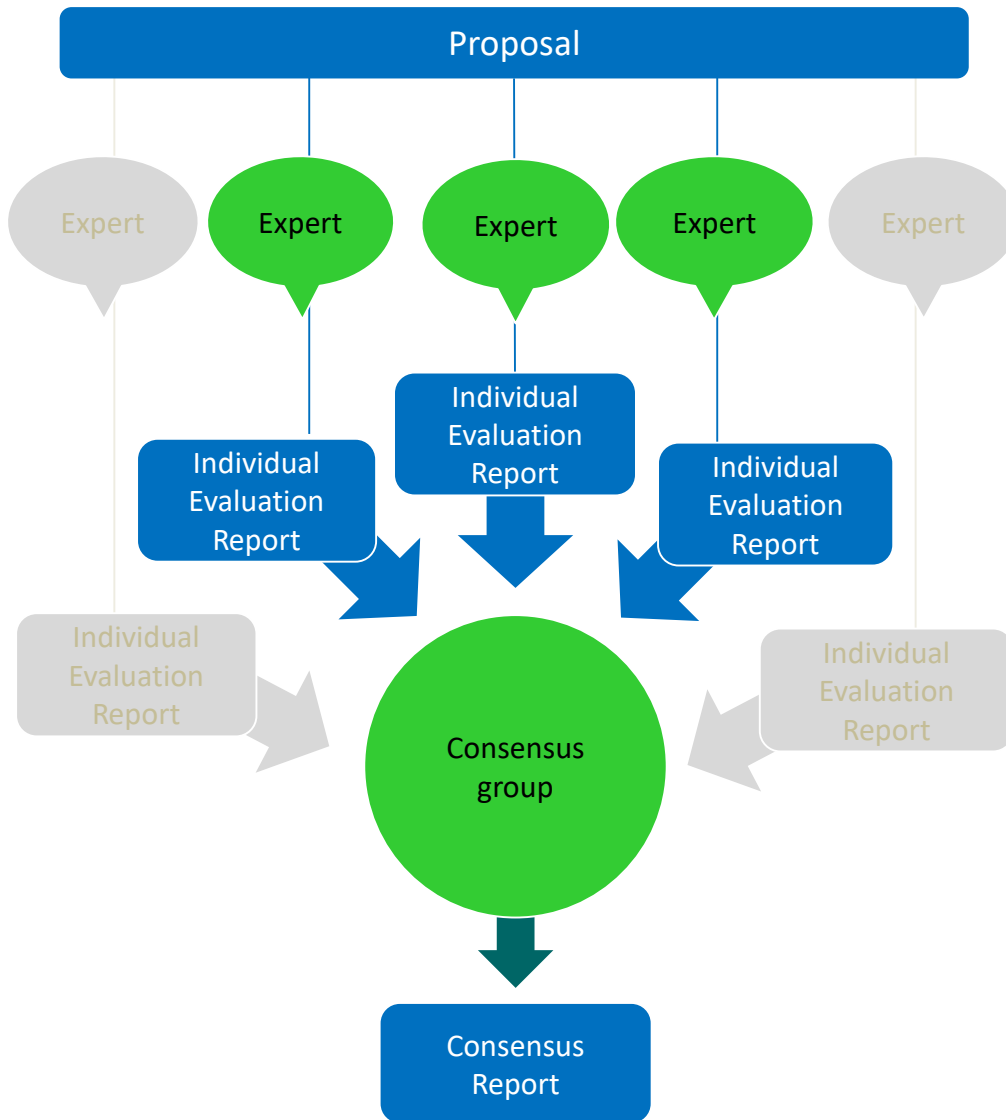 Proposal
Expert
Expert
Expert
Expert
Expert
Individual
Evaluation
Report
Individual
Evaluation
Report
Individual
Evaluation
Report
Individual
Evaluation
Report
Individual
Evaluation
Report
Consensus
group
Consensus
Report